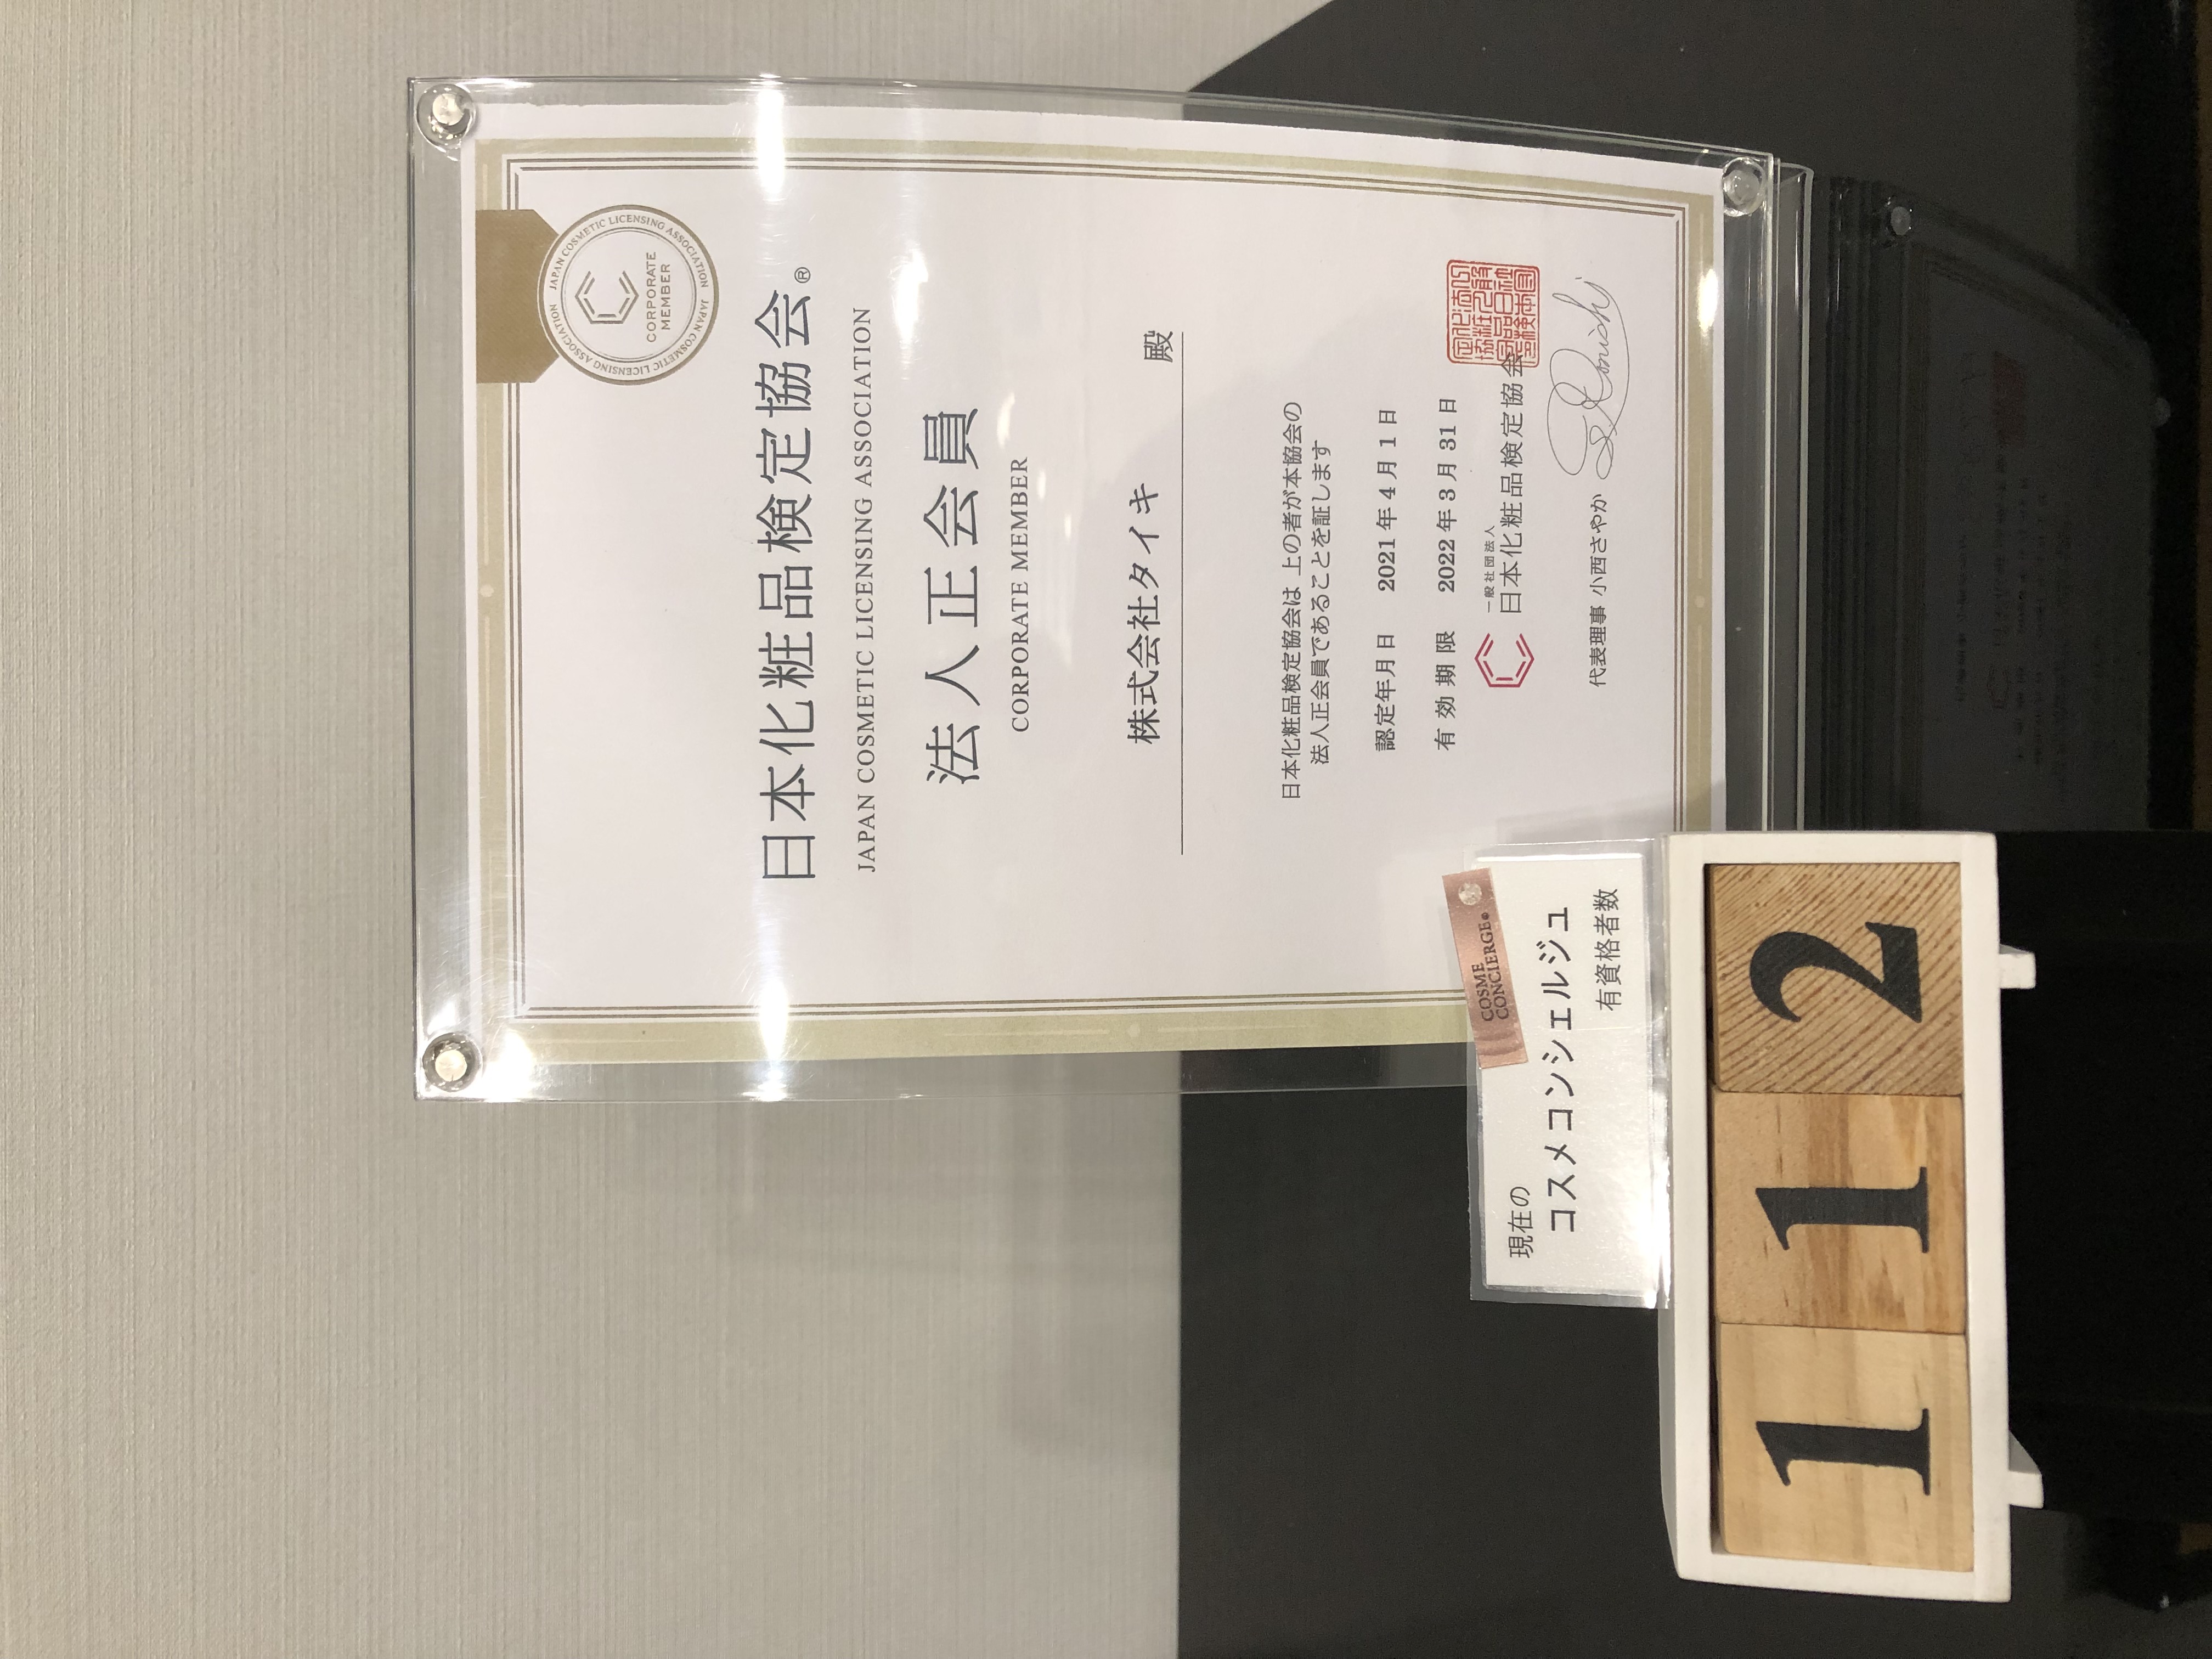 JAPAN COSMETIC LICENSING ASSOCIATION
JAPAN COSMETIC LICENSING ASSOCIATION
CORPORATE
MEMBER
日本化粧品検定協会®
JAPAN COSMETIC LICENSING ASSOCIATION
法人正会員
CORPORATE MEMBER
株式会社タイキ 殿
日本化粧品検定協会は 上の者が本協会の
法人正会員であることを証します
認定年月日 2021年4月1日
有効期限 2022年3月31日
一般社団法人
日本化粧品検定協会
代表理事 小西さやか
COSME
CONCIERGE®
現在の
コスメコンシェルジュ
有資格者数
112